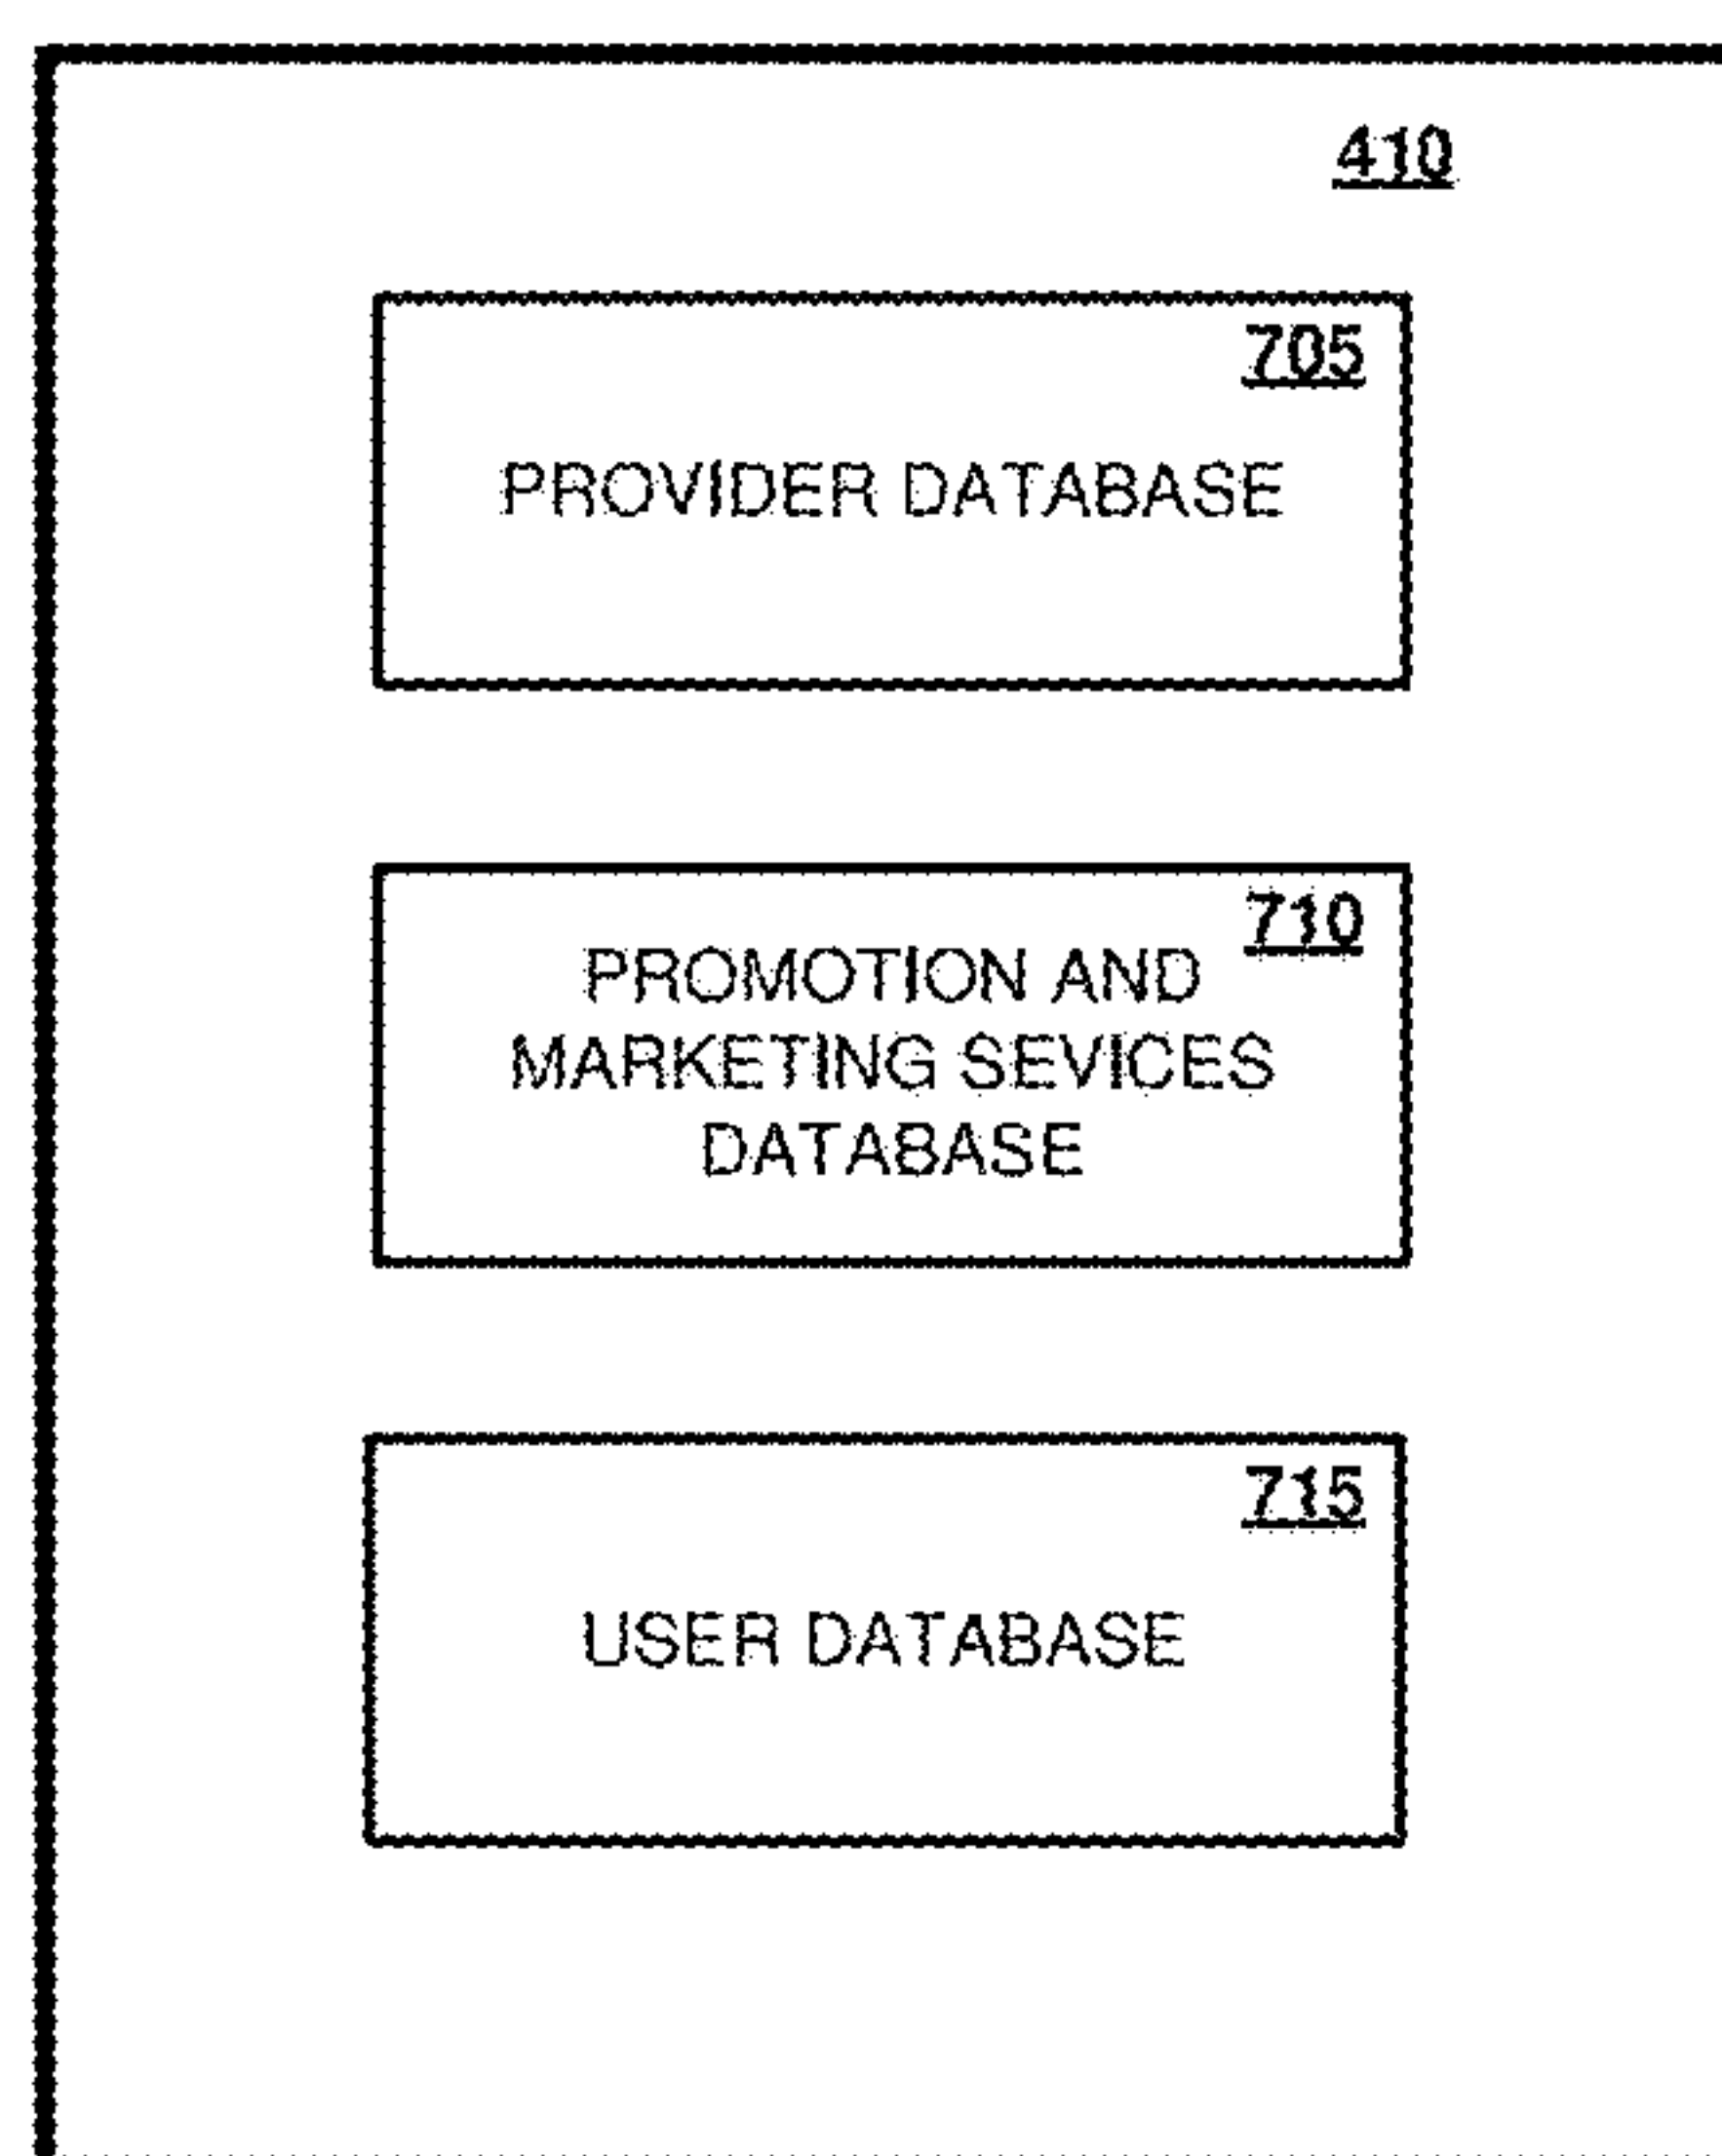 410
705
PROVIDER DATABASE
710
PROMOTION AND
MARKETING SEVICES
DATABASE
715
USER DATABASE